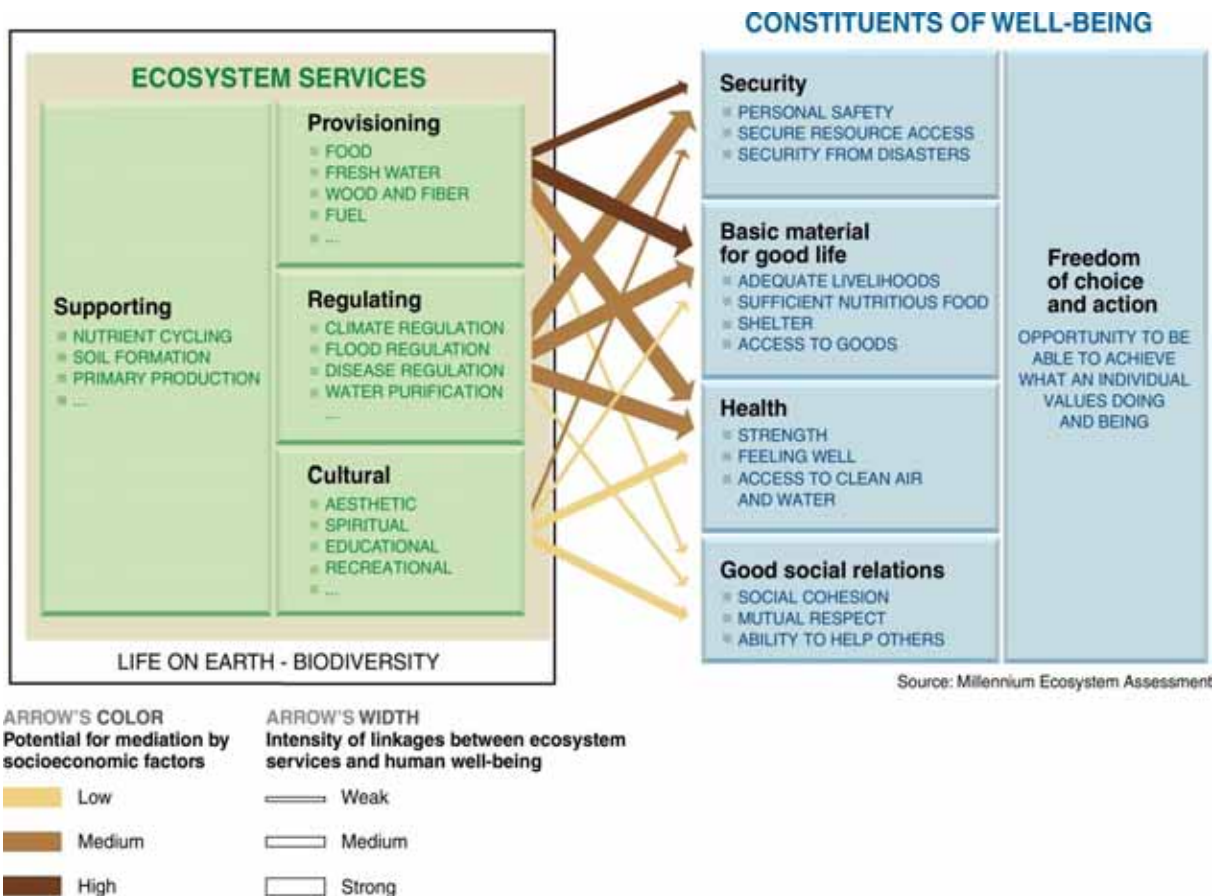 CONSTITUENTS OF WELL-BEING
ECOSYSTEM SERVICES
Supporting
NUTRIENT CYCLING
SOIL FORMATION
PRIMARY PRODUCTION
...
Provisioning
FOOD
FRESH WATER
WOOD AND FIBER
FUEL
...
Regulating
CLIMATE REGULATION
FLOOD REGULATION
DISEASE REGULATION
WATER PURIFICATION
...
Cultural
AESTHETIC
SPIRITUAL
EDUCATIONAL
RECREATIONAL
...
LIFE ON EARTH - BIODIVERSITY
Security
PERSONAL SAFETY
SECURE RESOURCE ACCESS
SECURITY FROM DISASTERS
Basic material
for good life
ADEQUATE LIVELIHOODS
SUFFICIENT NUTRITIOUS FOOD
SHELTER
ACCESS TO GOODS
Health
STRENGTH
FEELING WELL
ACCESS TO CLEAN AIR
AND WATER
Good social relations
SOCIAL COHESION
MUTUAL RESPECT
ABILITY TO HELP OTHERS
Freedom
of choice
and action
OPPORTUNITY TO BE
ABLE TO ACHIEVE
WHAT AN INDIVIDUAL
VALUES DOING
AND BEING
Source: Millennium Ecosystem Assessment
ARROW'S COLOR
Potential for mediation by
socioeconomic factors
Low
Medium
High
ARROW'S WIDTH
Intensity of linkages between ecosystem
services and human well-being
Weak
Medium
Strong